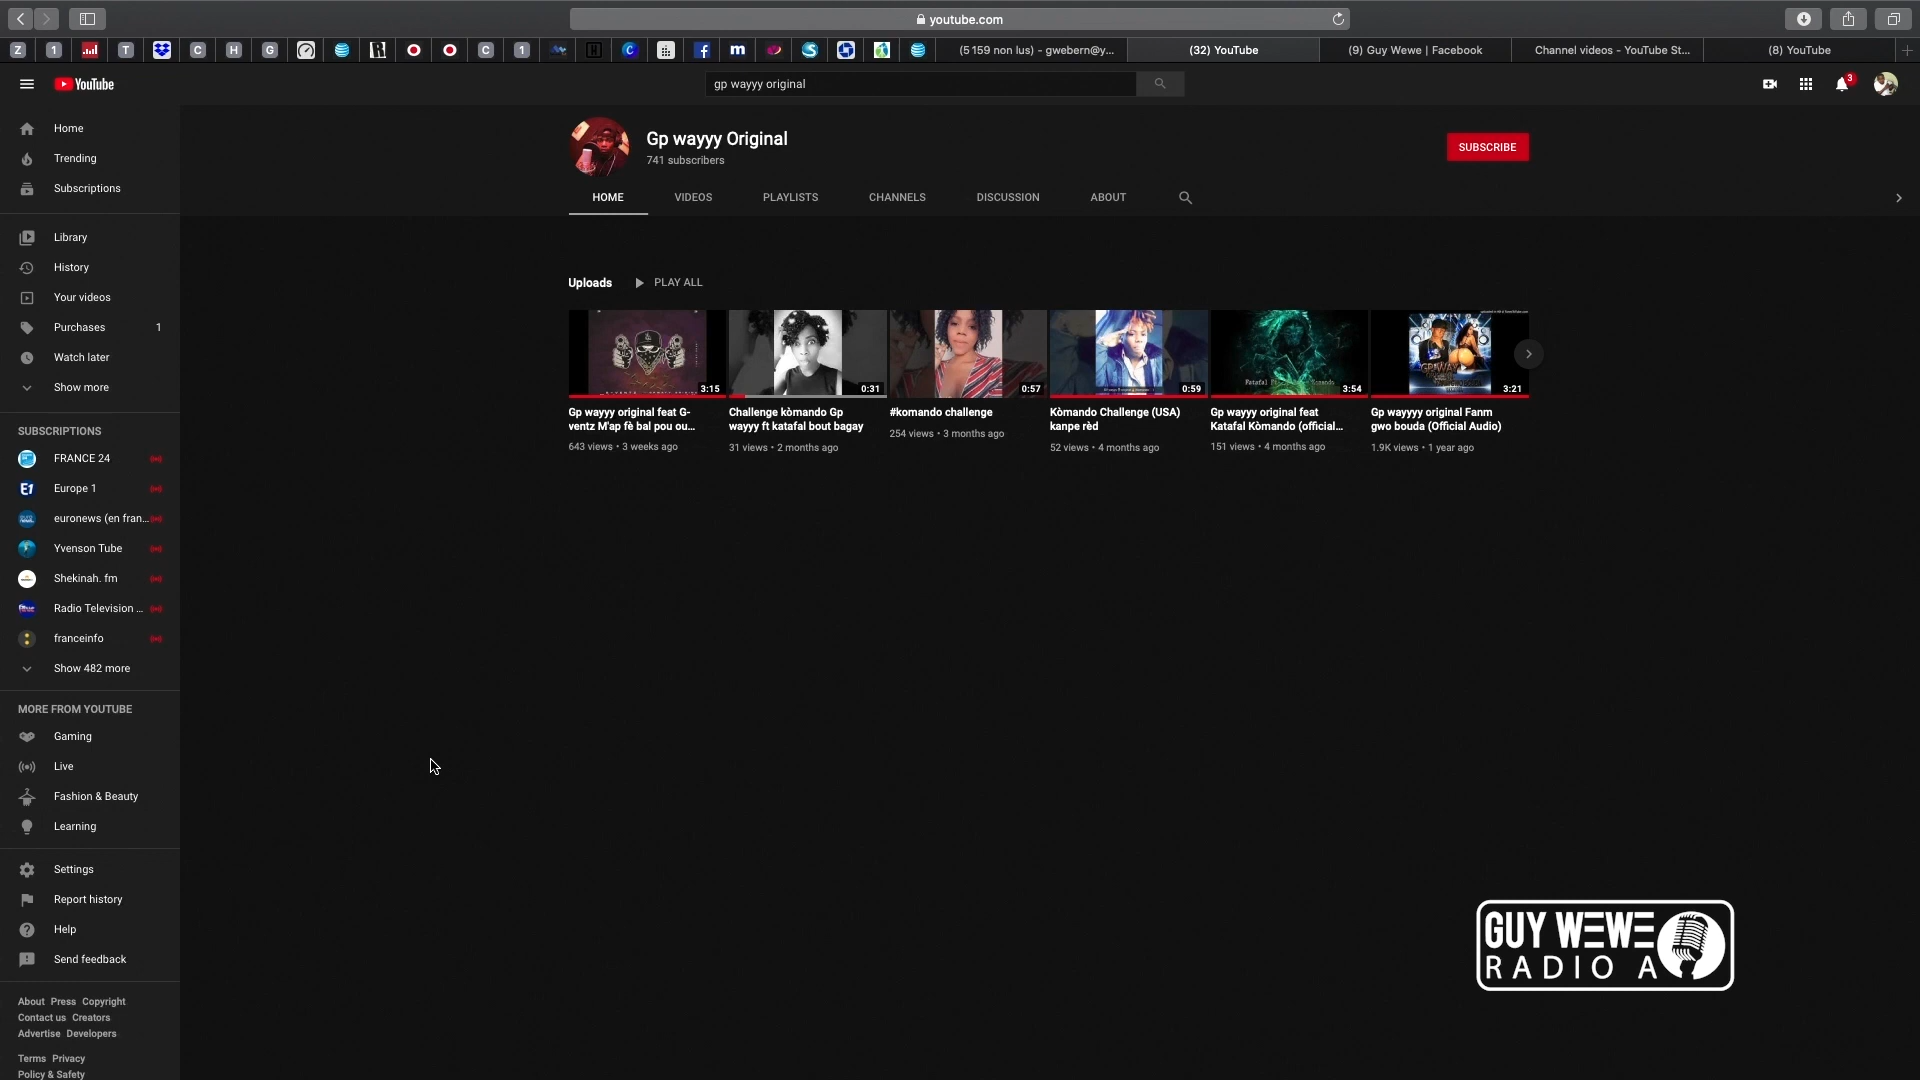 youtube.com
Z
1
T
C
H
G
C
1
C
f
m
(5 159 non lus) - gwebern@y...
(32) YouTube
(9) Guy Wewe | Facebook
Channel videos - YouTube St...
(8) YouTube
YouTube
gp wayyy original
3
Home
Trending
Subscriptions
Library
History
Your videos
Purchases 1
Watch later
Show more
SUBSCRIPTIONS
FRANCE 24
E1 Europe 1
euronews (en fran...
Yvenson Tube
Shekinah. fm
Radio Television ...
franceinfo
Show 482 more
MORE FROM YOUTUBE
Gaming
Live
Fashion & Beauty
Learning
Settings
Report history
Help
Send feedback
About Press Copyright
Contact us Creators
Advertise Developers
Terms Privacy
Policy & Safety
Gp wayyy Original
741 subscribers
SUBSCRIBE
HOME VIDEOS PLAYLISTS CHANNELS DISCUSSION ABOUT
Uploads PLAY ALL
3:15
Gp wayyy original feat G-
ventz M'ap fè bal pou ou...
643 views • 3 weeks ago
0:31
Challenge kòmando Gp
wayyy ft katafal bout bagay
31 views • 2 months ago
0:57
#komando challenge
254 views • 3 months ago
0:59
Kòmando Challenge (USA)
kanpe rèd
52 views • 4 months ago
3:54
Gp wayyy original feat
Katafal Kòmando (official...
151 views • 4 months ago
3:21
Gp wayyyy original Fanm
gwo bouda (Official Audio)
1.9K views • 1 year ago
GUY WEWE
RADIO A